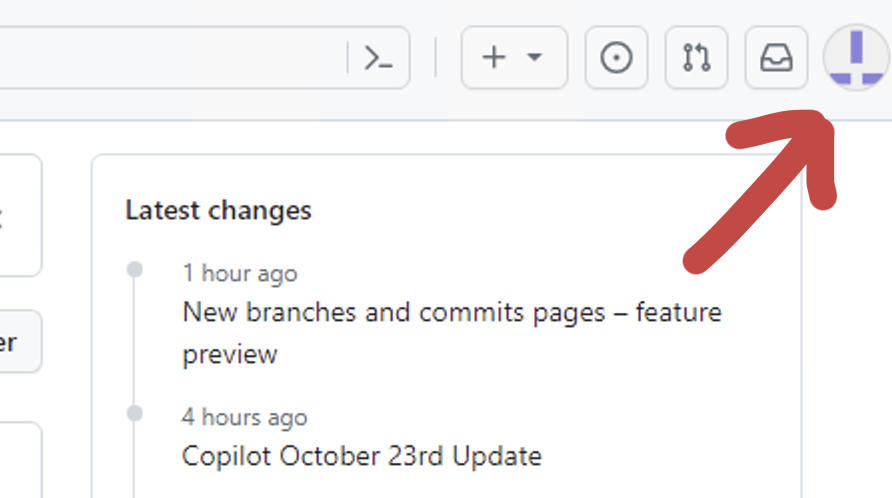 Latest changes
1 hour ago
New branches and commits pages – feature
preview
er
4 hours ago
Copilot October 23rd Update